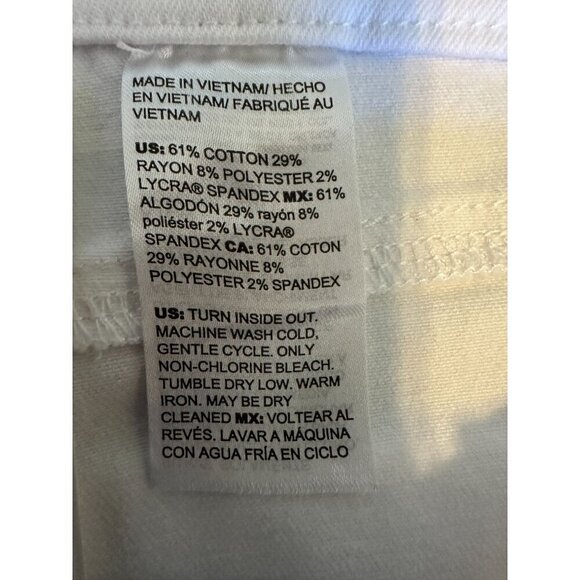 MADE IN VIETNAM/ HECHO
EN VIETNAM/ FABRIQUÉ AU
VIETNAM
US: 61% COTTON 29%
RAYON 8% POLYESTER 2%
LYCRA® SPANDEX MX: 61%
ALGODÓN 29% rayón 8%
poliéster 2% LYCRA®
SPANDEX CA: 61% COTON
29% RAYONNE 8%
POLYESTER 2% SPANDEX
US: TURN INSIDE OUT.
MACHINE WASH COLD,
GENTLE CYCLE. ONLY
NON-CHLORINE BLEACH.
TUMBLE DRY LOW. WARM
IRON. MAY BE DRY
CLEANED MX: VOLTEAR AL
REVÉS. LAVAR A MÁQUINA
CON AGUA FRÍA EN CICLO